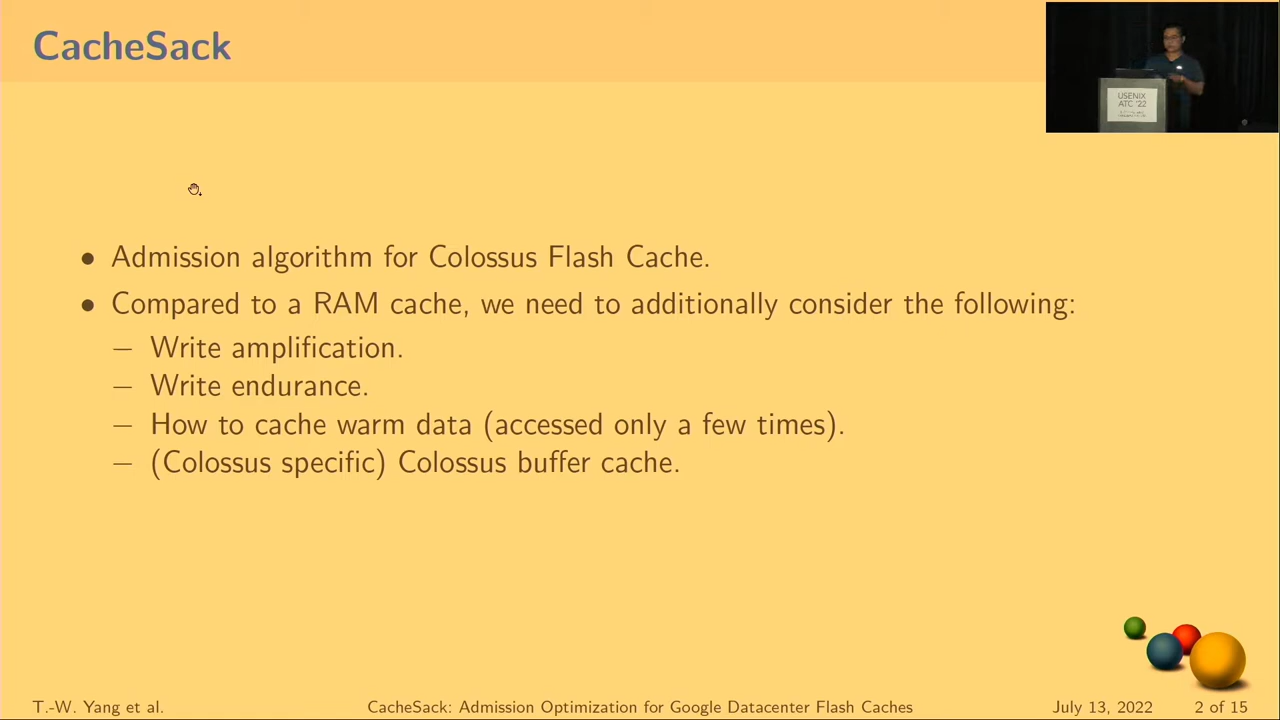 CacheSack
USENIX
ATC '22
• Admission algorithm for Colossus Flash Cache.
• Compared to a RAM cache, we need to additionally consider the following:
– Write amplification.
– Write endurance.
– How to cache warm data (accessed only a few times).
– (Colossus specific) Colossus buffer cache.
T.-W. Yang et al.
CacheSack: Admission Optimization for Google Datacenter Flash Caches
July 13, 2022
2 of 15